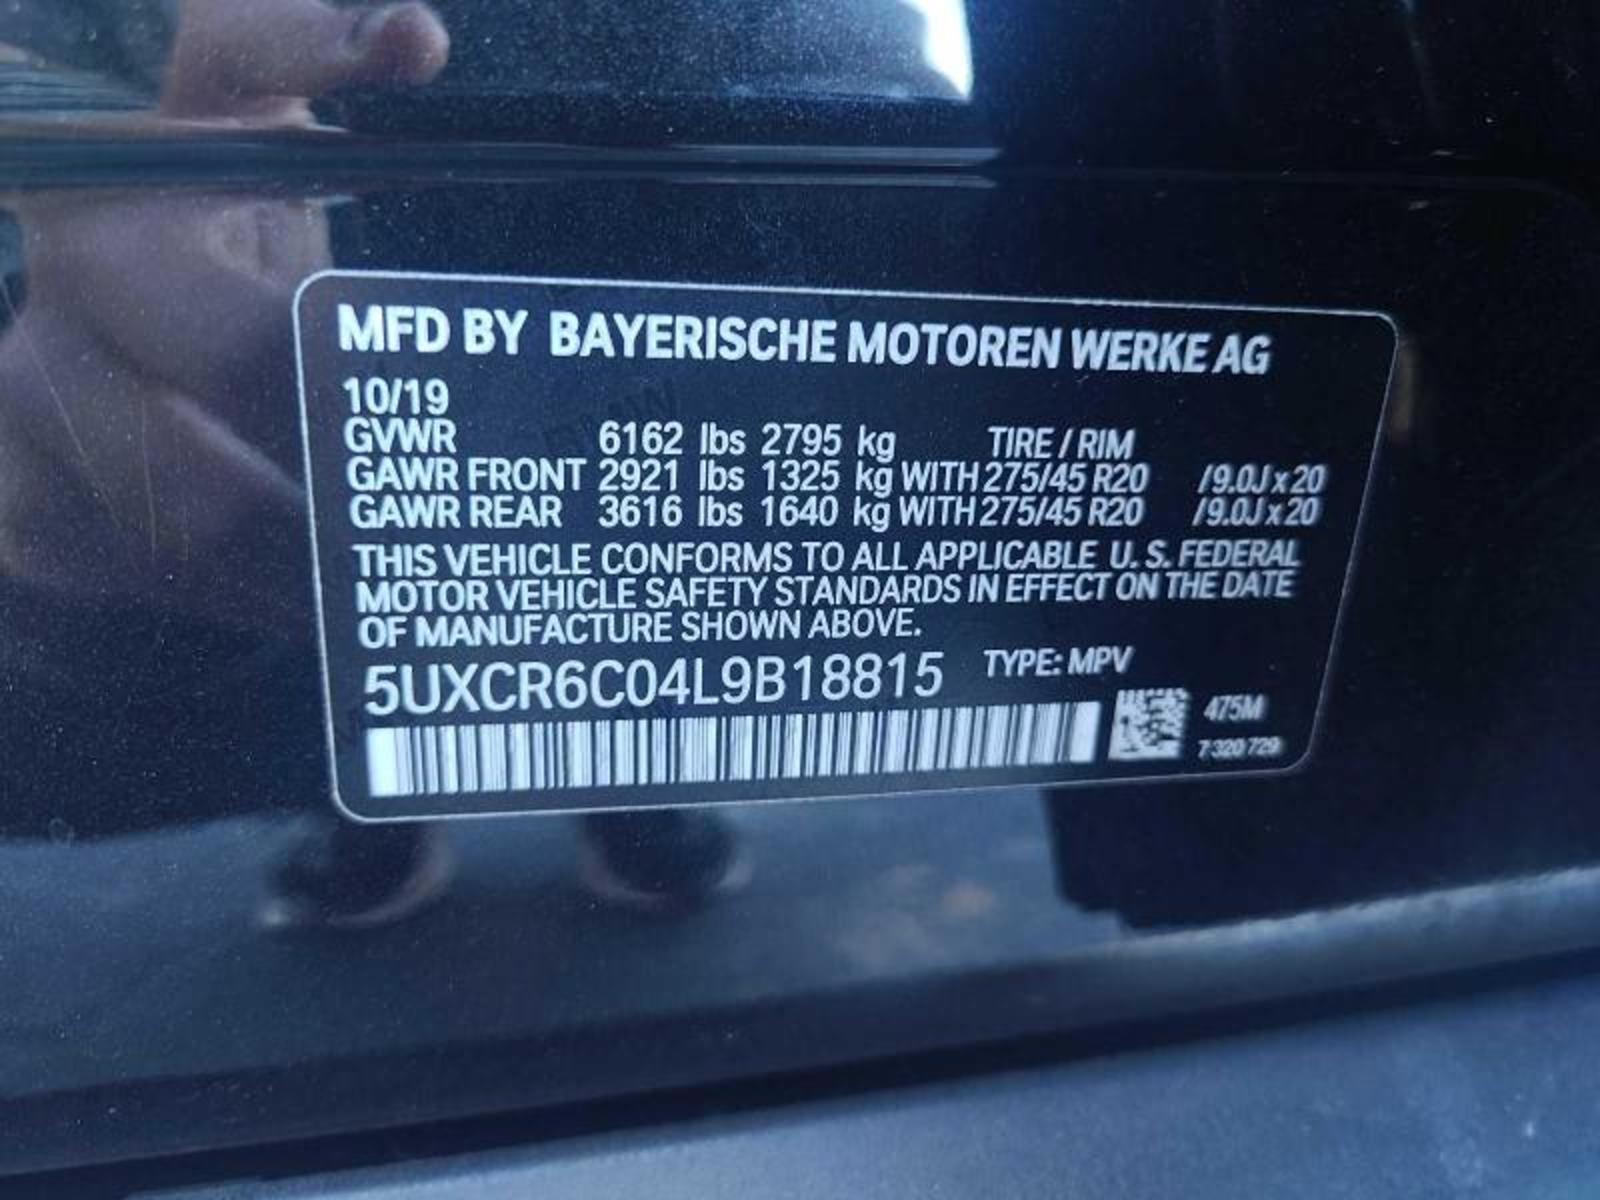 MFD BY BAYERISCHE MOTOREN WERKE AG
10/19
GVWR 6162 lbs 2795 kg TIRE / RIM
GAWR FRONT 2921 lbs 1325 kg WITH 275/45 R20 /9.0J x 20
GAWR REAR 3616 lbs 1640 kg WITH 275/45 R20 /9.0J x 20
THIS VEHICLE CONFORMS TO ALL APPLICABLE U. S. FEDERAL
MOTOR VEHICLE SAFETY STANDARDS IN EFFECT ON THE DATE
OF MANUFACTURE SHOWN ABOVE.
5UXCR6C04L9B18815 TYPE: MPV
475M
7 320 729